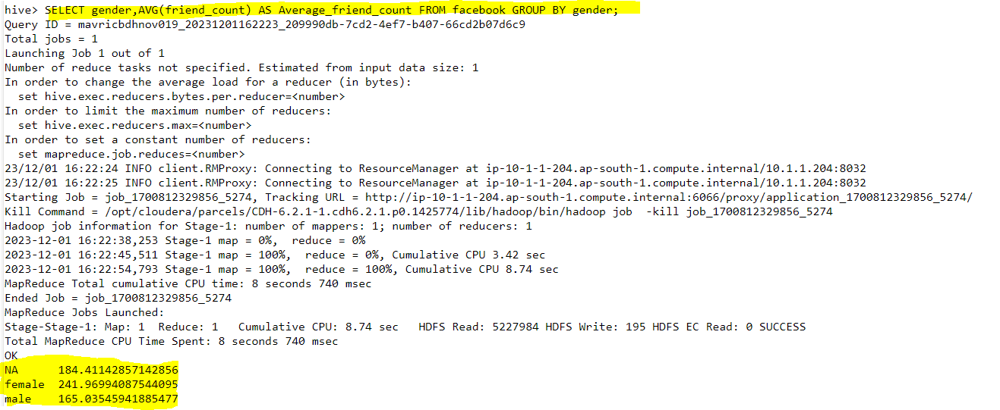 hive> SELECT gender,AVG(friend_count) AS Average_friend_count FROM facebook GROUP BY gender;
Query ID = mavricbdhnov019_20231201162223_209990db-7cd2-4ef7-b407-66cd2b07d6c9
Total jobs = 1
Launching Job 1 out of 1
Number of reduce tasks not specified. Estimated from input data size: 1
In order to change the average load for a reducer (in bytes):
  set hive.exec.reducers.bytes.per.reducer=<number>
In order to limit the maximum number of reducers:
  set hive.exec.reducers.max=<number>
In order to set a constant number of reducers:
  set mapreduce.job.reduces=<number>
23/12/01 16:22:24 INFO client.RMProxy: Connecting to ResourceManager at ip-10-1-1-204.ap-south-1.compute.internal/10.1.1.204:8032
23/12/01 16:22:25 INFO client.RMProxy: Connecting to ResourceManager at ip-10-1-1-204.ap-south-1.compute.internal/10.1.1.204:8032
Starting Job = job_1700812329856_5274, Tracking URL = http://ip-10-1-1-204.ap-south-1.compute.internal:6066/proxy/application_1700812329856_5274/
Kill Command = /opt/cloudera/parcels/CDH-6.2.1-1.cdh6.2.1.p0.1425774/lib/hadoop/bin/hadoop job  -kill job_1700812329856_5274
Hadoop job information for Stage-1: number of mappers: 1; number of reducers: 1
2023-12-01 16:22:38,253 Stage-1 map = 0%,  reduce = 0%
2023-12-01 16:22:45,511 Stage-1 map = 100%,  reduce = 0%, Cumulative CPU 3.42 sec
2023-12-01 16:22:54,793 Stage-1 map = 100%,  reduce = 100%, Cumulative CPU 8.74 sec
MapReduce Total cumulative CPU time: 8 seconds 740 msec
Ended Job = job_1700812329856_5274
MapReduce Jobs Launched:
Stage-Stage-1: Map: 1  Reduce: 1   Cumulative CPU: 8.74 sec   HDFS Read: 5227984 HDFS Write: 195 HDFS EC Read: 0 SUCCESS
Total MapReduce CPU Time Spent: 8 seconds 740 msec
OK
NA      184.41142857142856
female  241.96994087544095
male    165.03545941885477